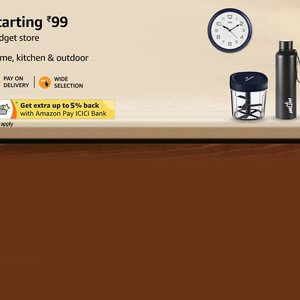 tarting ₹99
dget store
me, kitchen & outdoor
PAY ON
DELIVERY
WIDE
SELECTION
Get extra up to 5% back
with Amazon Pay ICICI Bank
apply